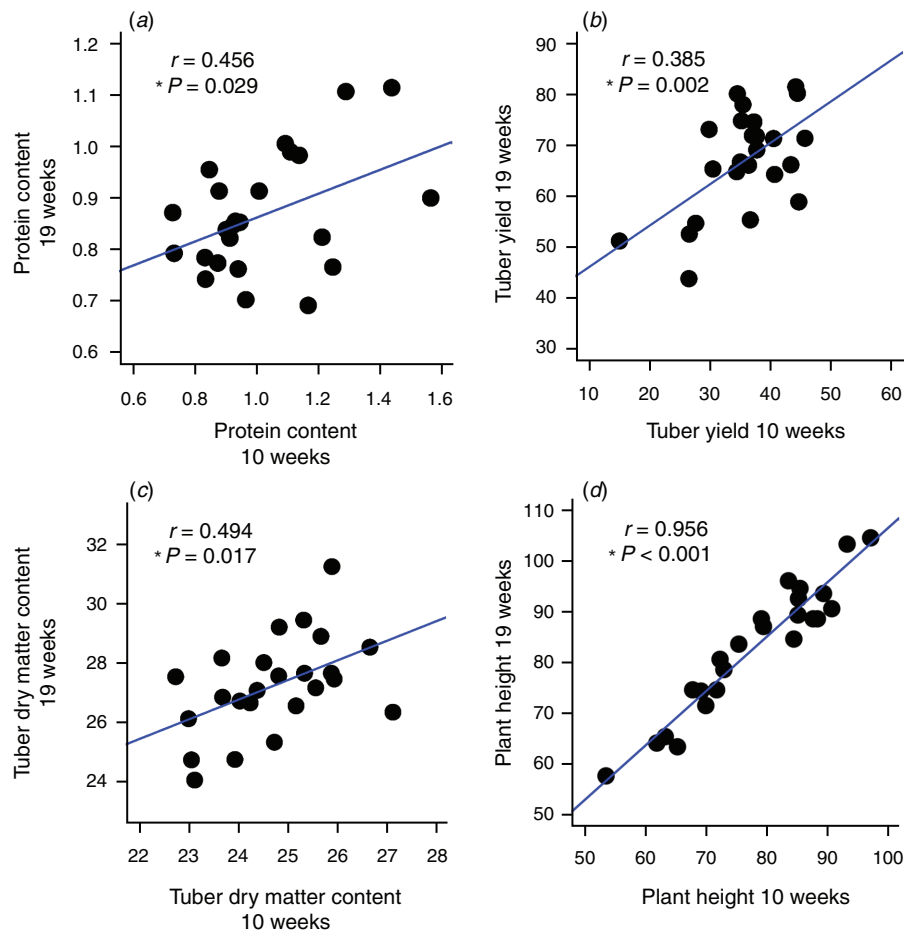 (a)
r = 0.456
* P = 0.029
1.2
1.1
1.0
0.9
0.8
0.7
0.6
Protein content
19 weeks
0.6 0.8 1.0 1.2 1.4 1.6
Protein content
10 weeks
(b)
r = 0.385
* P = 0.002
90
80
70
60
50
40
30
Tuber yield 19 weeks
10 20 30 40 50 60
Tuber yield 10 weeks
(c)
r = 0.494
* P = 0.017
32
30
28
26
24
Tuber dry matter content
19 weeks
22 23 24 25 26 27 28
Tuber dry matter content
10 weeks
(d)
r = 0.956
* P < 0.001
110
100
90
80
70
60
50
Plant height 19 weeks
50 60 70 80 90 100
Plant height 10 weeks